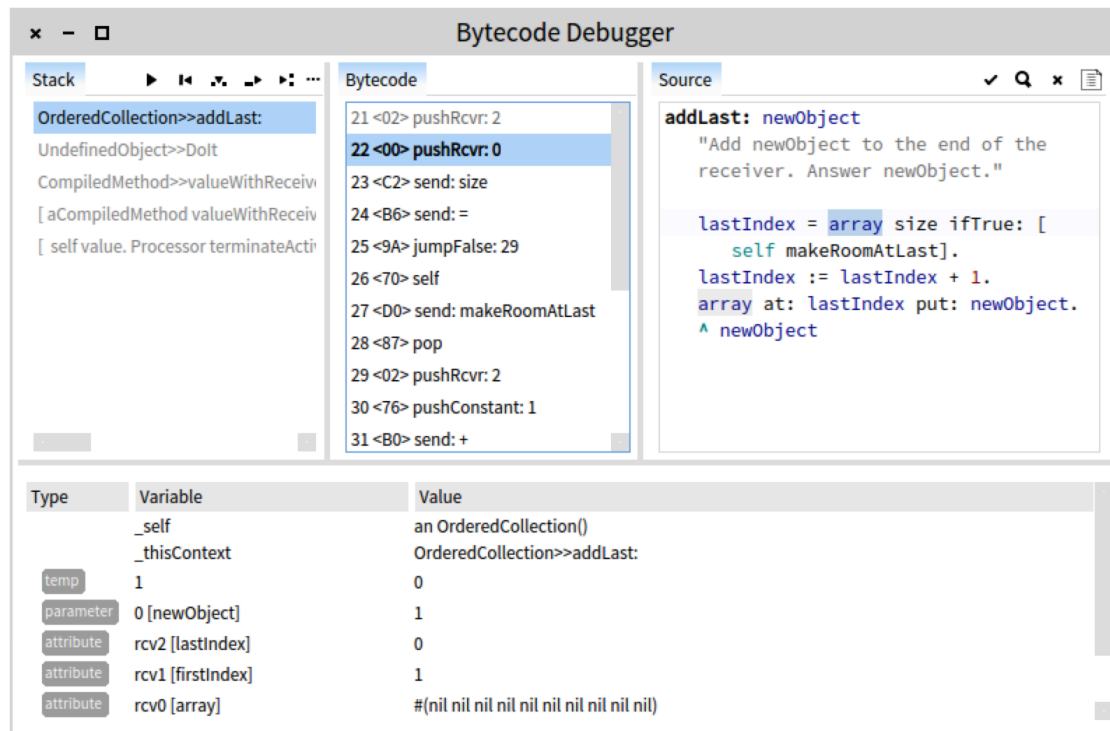 Bytecode Debugger
Stack
OrderedCollection>>addLast:
UndefinedObject>>DoIt
CompiledMethod>>valueWithReceiv
[ aCompiledMethod valueWithReceiv
[ self value. Processor terminateActi
Bytecode
21 <02> pushRcvr: 2
22 <00> pushRcvr: 0
23 <C2> send: size
24 <B6> send: =
25 <9A> jumpFalse: 29
26 <70> self
27 <D0> send: makeRoomAtLast
28 <87> pop
29 <02> pushRcvr: 2
30 <76> pushConstant: 1
31 <B0> send: +
Source
addLast: newObject
"Add newObject to the end of the
receiver. Answer newObject."
lastIndex = array size ifTrue: [
self makeRoomAtLast].
lastIndex := lastIndex + 1.
array at: lastIndex put: newObject.
^ newObject
Type Variable Value
_self an OrderedCollection()
_thisContext OrderedCollection>>addLast:
temp 1 0
parameter 0 [newObject] 1
attribute rcv2 [lastIndex] 0
attribute rcv1 [firstIndex] 1
attribute rcv0 [array] #(nil nil nil nil nil nil nil nil nil nil)